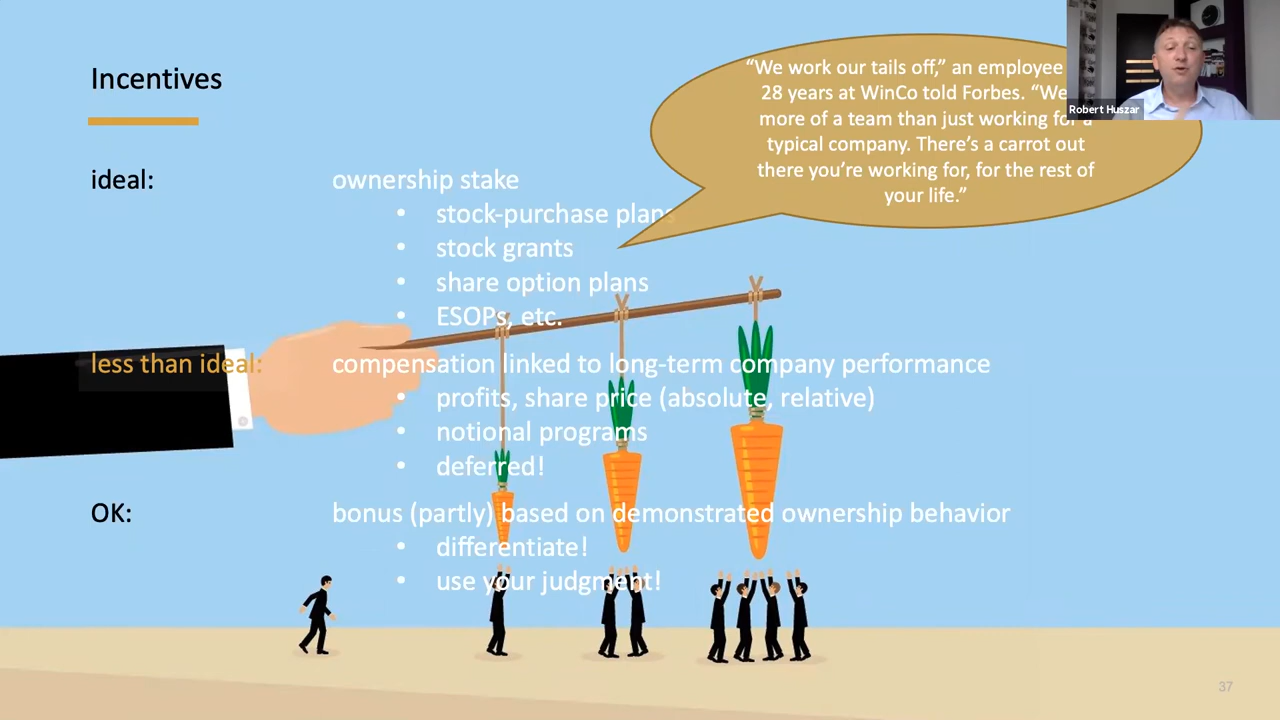 Incentives
“We work our tails off,” an employee
28 years at WinCo told Forbes. “We
more of a team than just working for a
typical company. There’s a carrot out
there you’re working for, for the rest of
your life.”
Robert Huszar
ideal: ownership stake
• stock-purchase plans
• stock grants
• share option plans
• ESOPs, etc.
less than ideal: compensation linked to long-term company performance
• profits, share price (absolute, relative)
• notional programs
• deferred!
OK: bonus (partly) based on demonstrated ownership behavior
• differentiate!
• use your judgment!
37